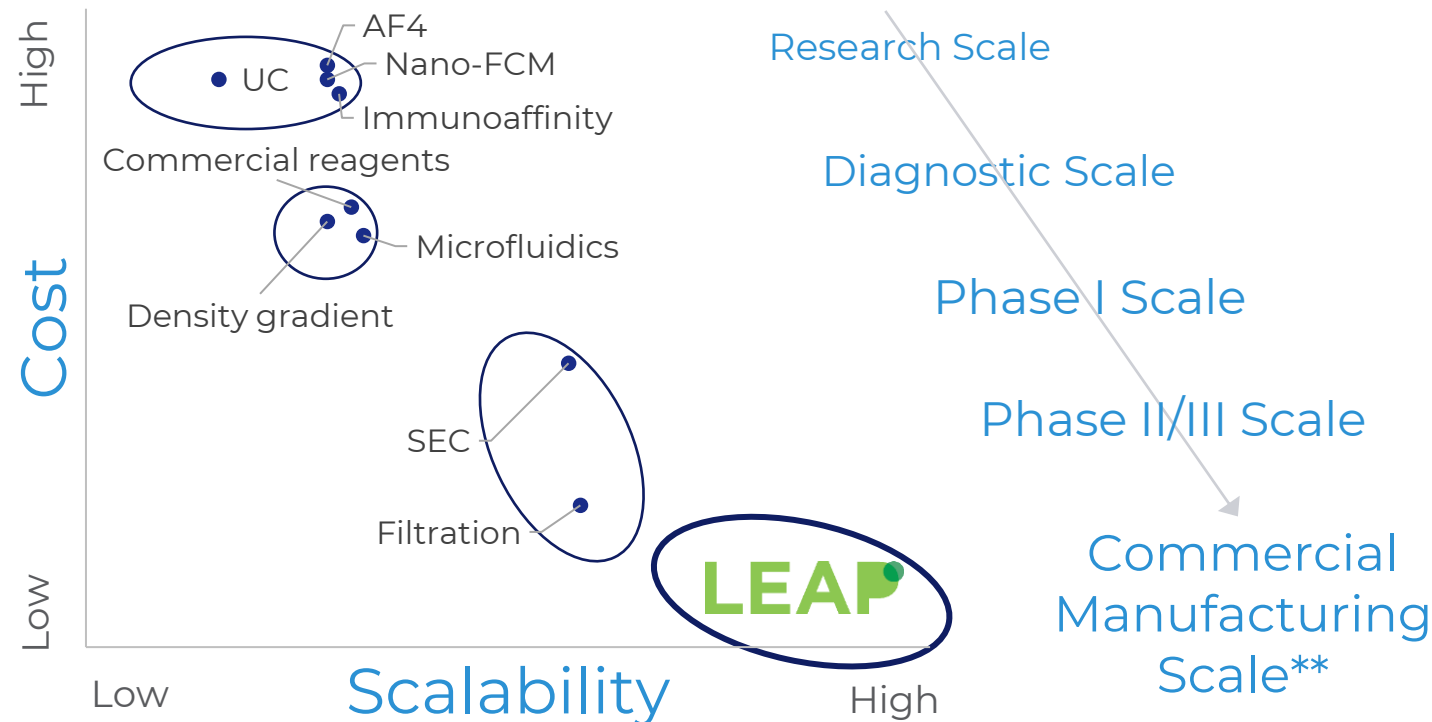 High
AF4
UC
Nano-FCM
Immunoaffinity
Commercial reagents
Microfluidics
Density gradient
Cost
SEC
Filtration
LEAP
Low
Low
Scalability
High
Research Scale
Diagnostic Scale
Phase I Scale
Phase II/III Scale
Commercial
Manufacturing
Scale**